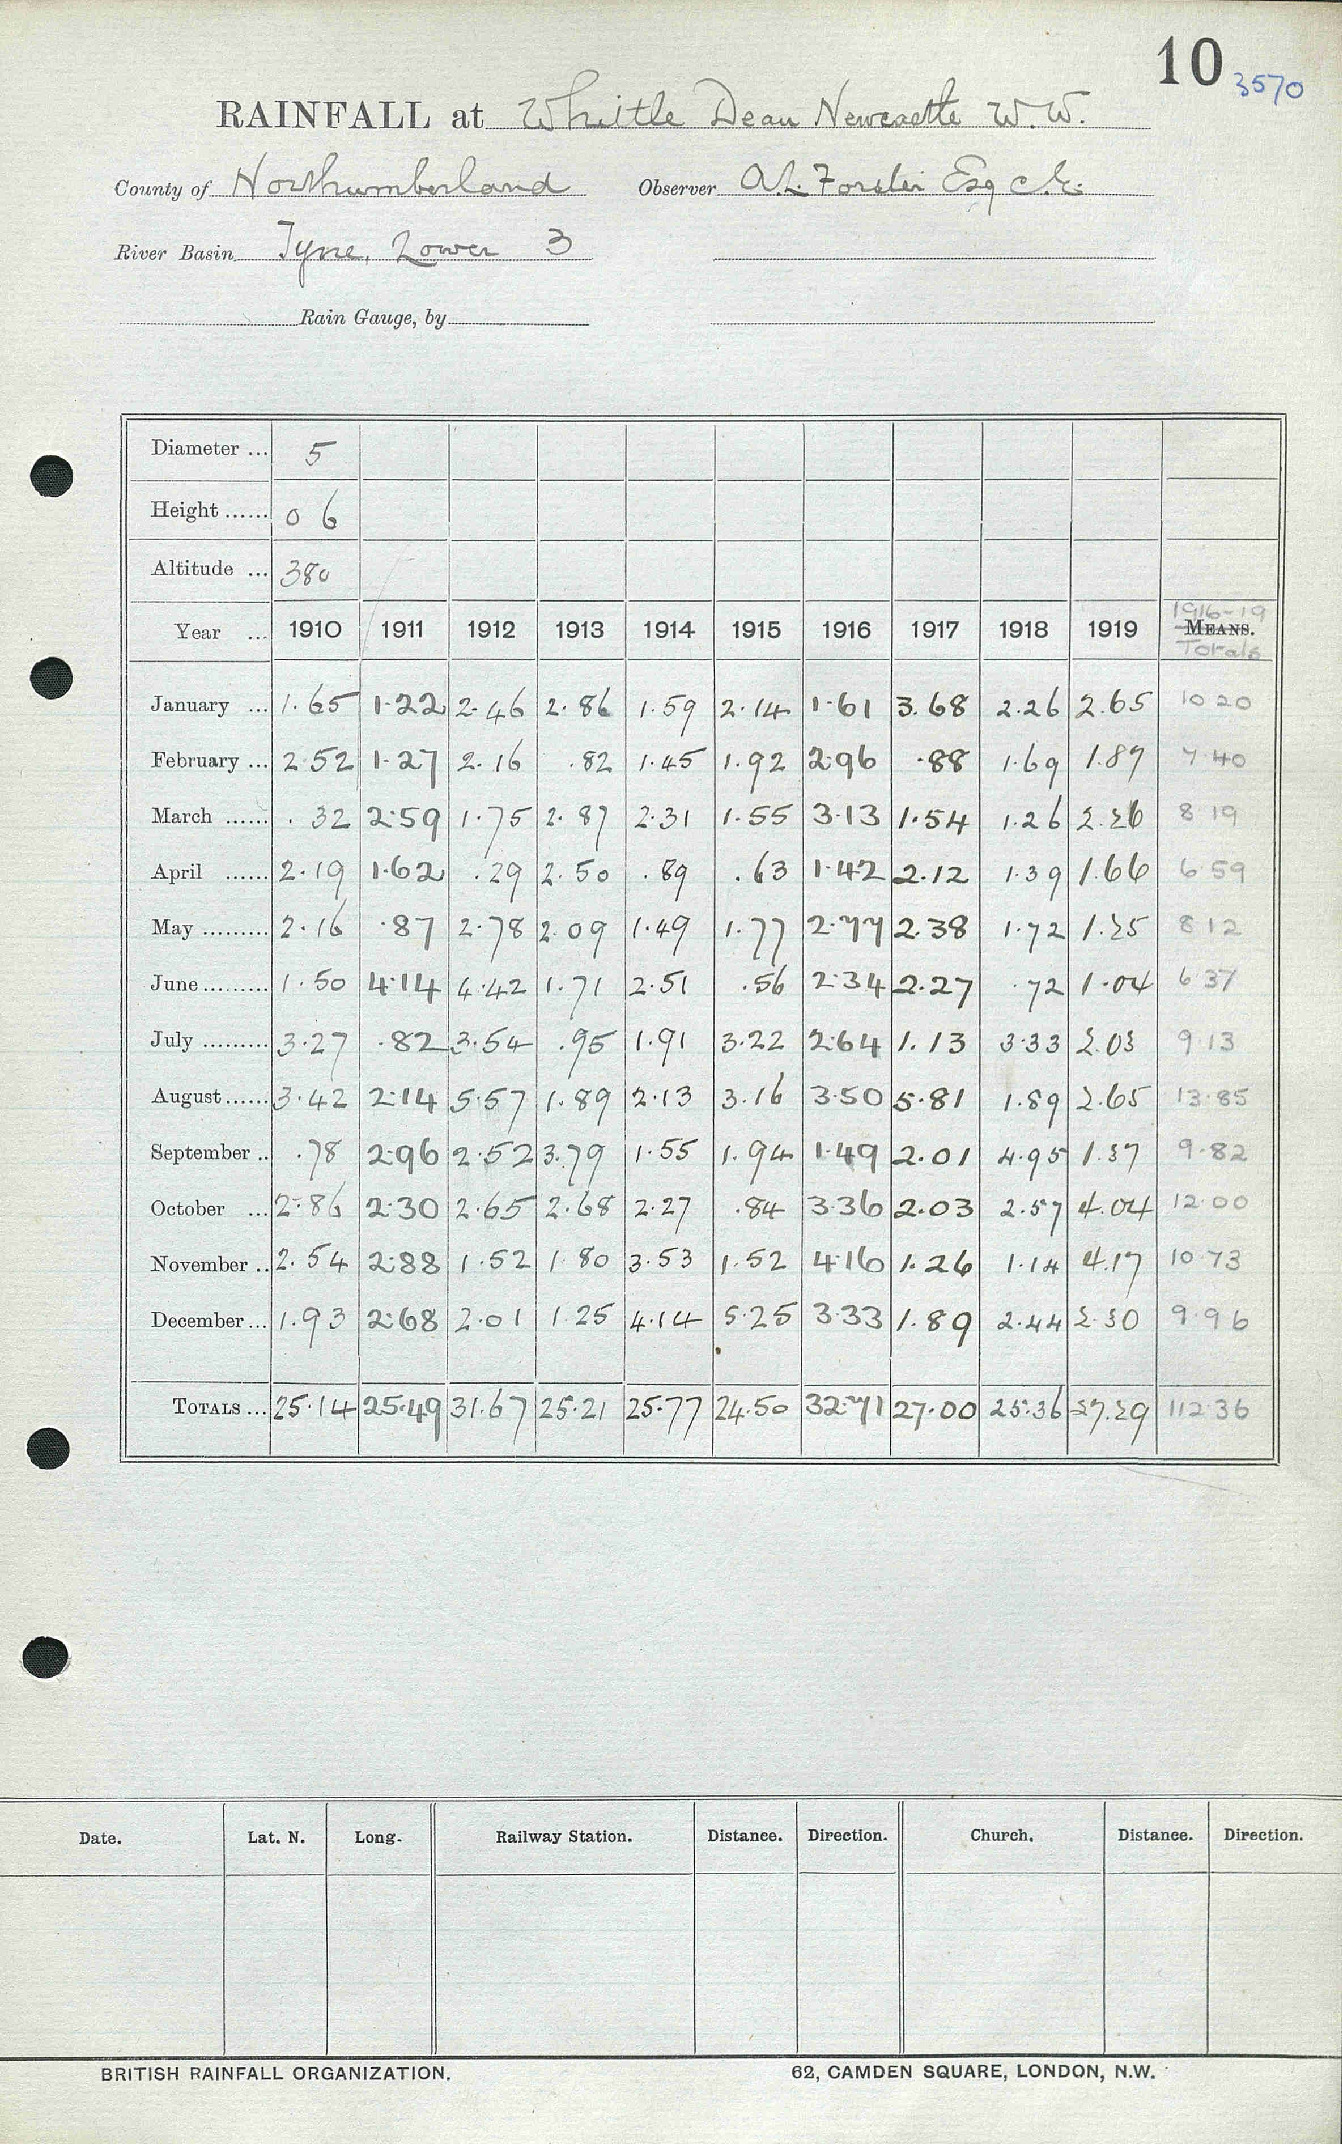 10 3570
RAINFALL at Whittle Dean Newcastle W.W.
County of Northumberland Observer A.L. Forster Esq C.E.
River Basin Tyne, Lower 3
Rain Gauge, by
Diameter ... 5
Height ...... 0 6
Altitude ... 380
1916-19
Year ... 1910 1911 1912 1913 1914 1915 1916 1917 1918 1919 MEANS.
Totals
January ... 1.65 1.22 2.46 2.86 1.59 2.14 1.61 3.68 2.26 2.65 10 20
February ... 2.52 1.27 2.16 .82 1.45 1.92 2.96 .88 1.69 1.87 7.40
March ...... .32 2.59 1.75 2.87 2.31 1.55 3.13 1.54 1.26 2.26 8 19
April ...... 2.19 1.62 .29 2.50 .89 .63 1.42 2.12 1.39 1.66 6.59
May ......... 2.16 .87 2.78 2.09 1.49 1.77 2.77 2.38 1.72 1.25 8 12
June ......... 1.50 4.14 4.42 1.71 2.51 .56 2.34 2.27 .72 1.04 6 37
July ......... 3.27 .82 3.54 .95 1.91 3.22 2.64 1.13 3.33 2.03 9.13
August ...... 3.42 2.14 5.57 1.89 2.13 3.16 3.50 5.81 1.89 2.65 13.85
September .. .78 2.96 2.52 3.79 1.55 1.94 1.49 2.01 4.95 1.37 9.82
October ... 2.86 2.30 2.65 2.68 2.27 .84 3.36 2.03 2.57 4.04 12.00
November .. 2.54 2.88 1.52 1.80 3.53 1.52 4.16 1.26 1.14 4.17 10.73
December ... 1.93 2.68 2.01 1.25 4.14 5.25 3.33 1.89 2.44 2.30 9.96
TOTALS ... 25.14 25.49 31.67 25.21 25.77 24.50 32.71 27.00 25.36 27.29 112.36
Date. Lat. N. Long. Railway Station. Distance. Direction. Church. Distance. Direction.
BRITISH RAINFALL ORGANIZATION. 62, CAMDEN SQUARE, LONDON, N.W.